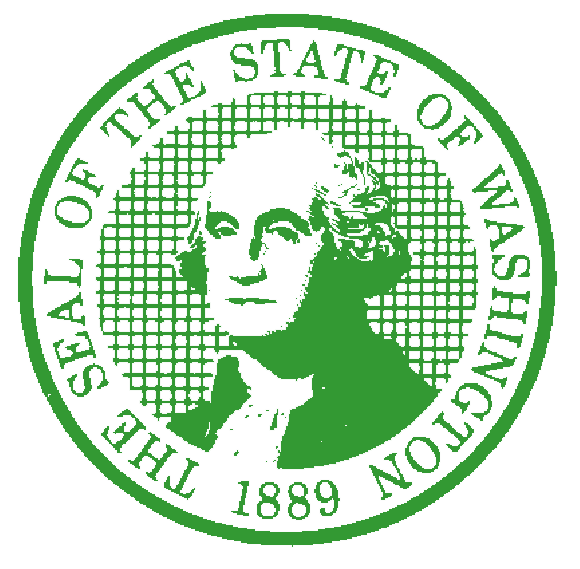 THE SEAL OF THE STATE OF WASHINGTON
1889